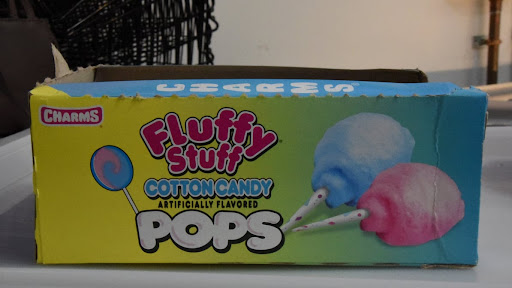 CHARMS
CHARMS
Fluffy
Stuff
COTTON CANDY
ARTIFICIALLY FLAVORED
POPS